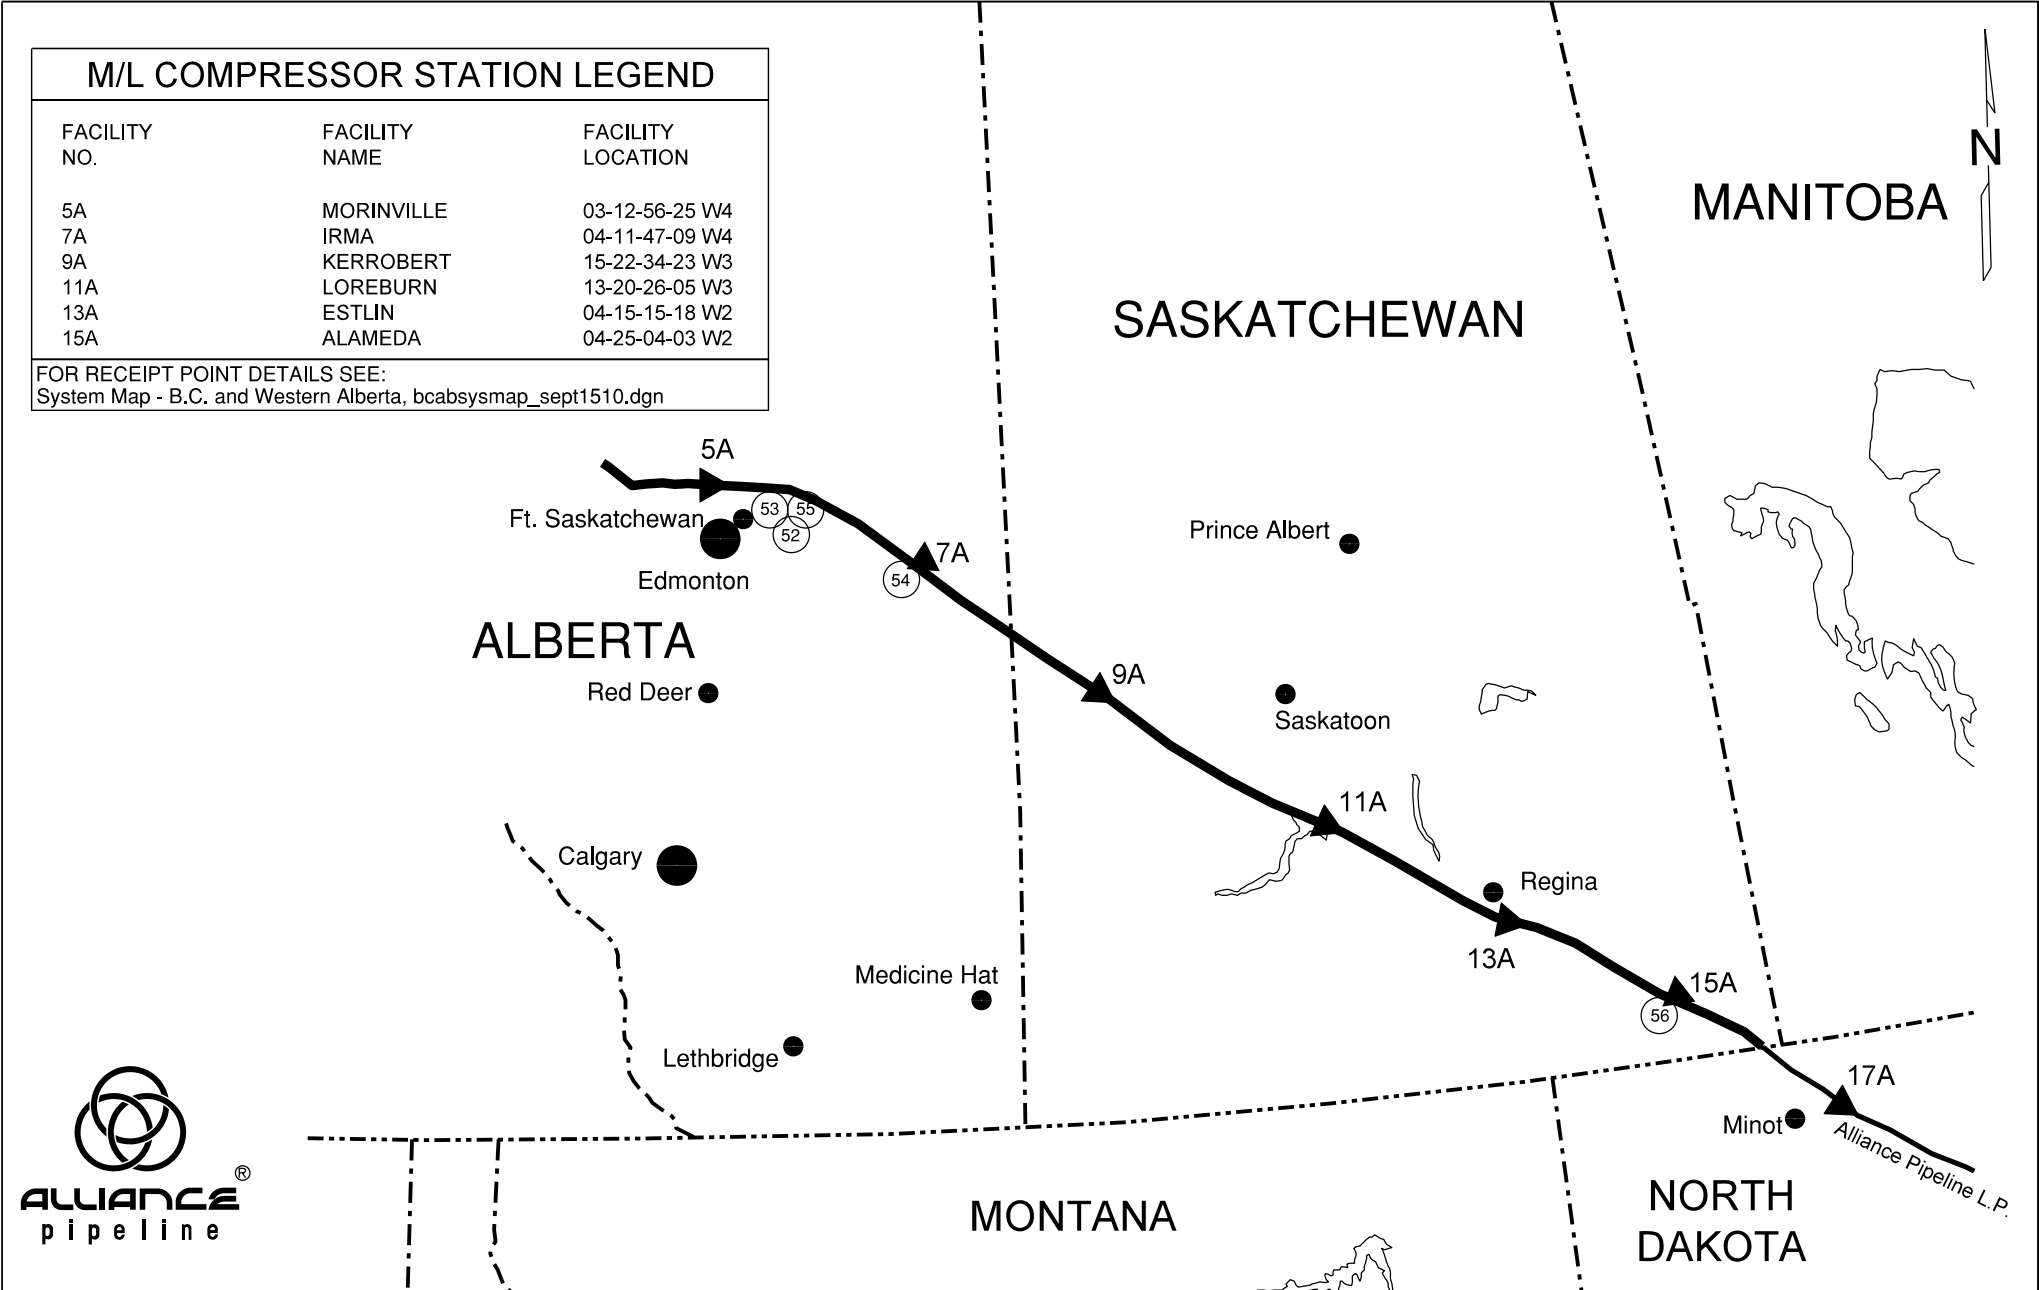 M/L COMPRESSOR STATION LEGEND
FACILITY NO. FACILITY NAME FACILITY LOCATION
5A MORINVILLE 03-12-56-25 W4
7A IRMA 04-11-47-09 W4
9A KERROBERT 15-22-34-23 W3
11A LOREBURN 13-20-26-05 W3
13A ESTLIN 04-15-15-18 W2
15A ALAMEDA 04-25-04-03 W2
FOR RECEIPT POINT DETAILS SEE:
System Map - B.C. and Western Alberta, bcabsysmap_sept1510.dgn
N
MANITOBA
SASKATCHEWAN
5A
Ft. Saskatchewan
53
55
52
Edmonton
54
7A
Prince Albert
ALBERTA
Red Deer
9A
Saskatoon
11A
Calgary
Regina
13A
Medicine Hat
15A
56
Lethbridge
17A
Minot
Alliance Pipeline L.P.
MONTANA
NORTH
DAKOTA
ALLIANCE®
pipeline